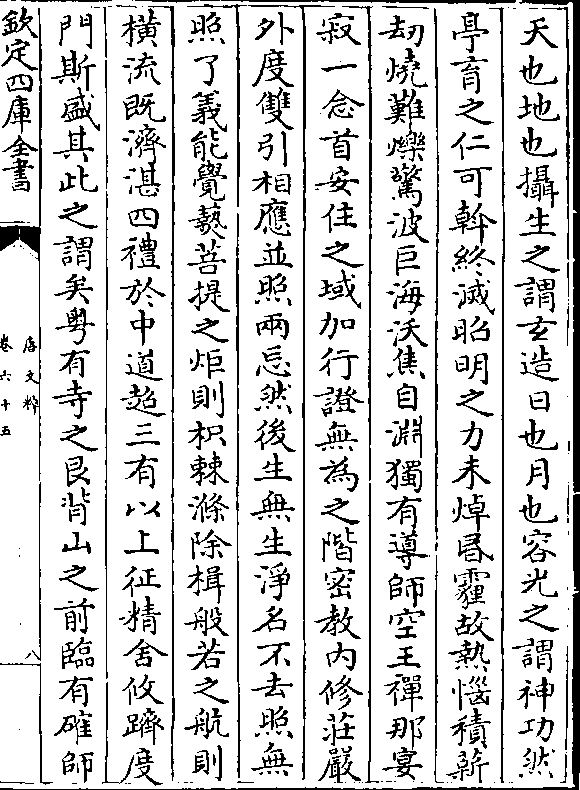 天也地也攝生之謂玄造日也月也容光之謂神功然
亭育之仁可斡終滅昭明之力未焯昬霾故熱惱積薪
劫燒難爍驚波巨海沃焦自淵獨有導師空王禪那宴
寂一念首安住之域加行證無為之階密教内修莊嚴
外度雙引相應並照兩忘然後生無生淨名不去照無
照了義能覺爇菩提之炬則枳棘滌除楫般若之航則
橫流既濟湛四禮於中道超三有以上征精舍攸躋度
門斯盛其此之謂矣粤有寺之艮背山之前臨有確師
欽定四庫全書
唐文粹
卷六十五
八